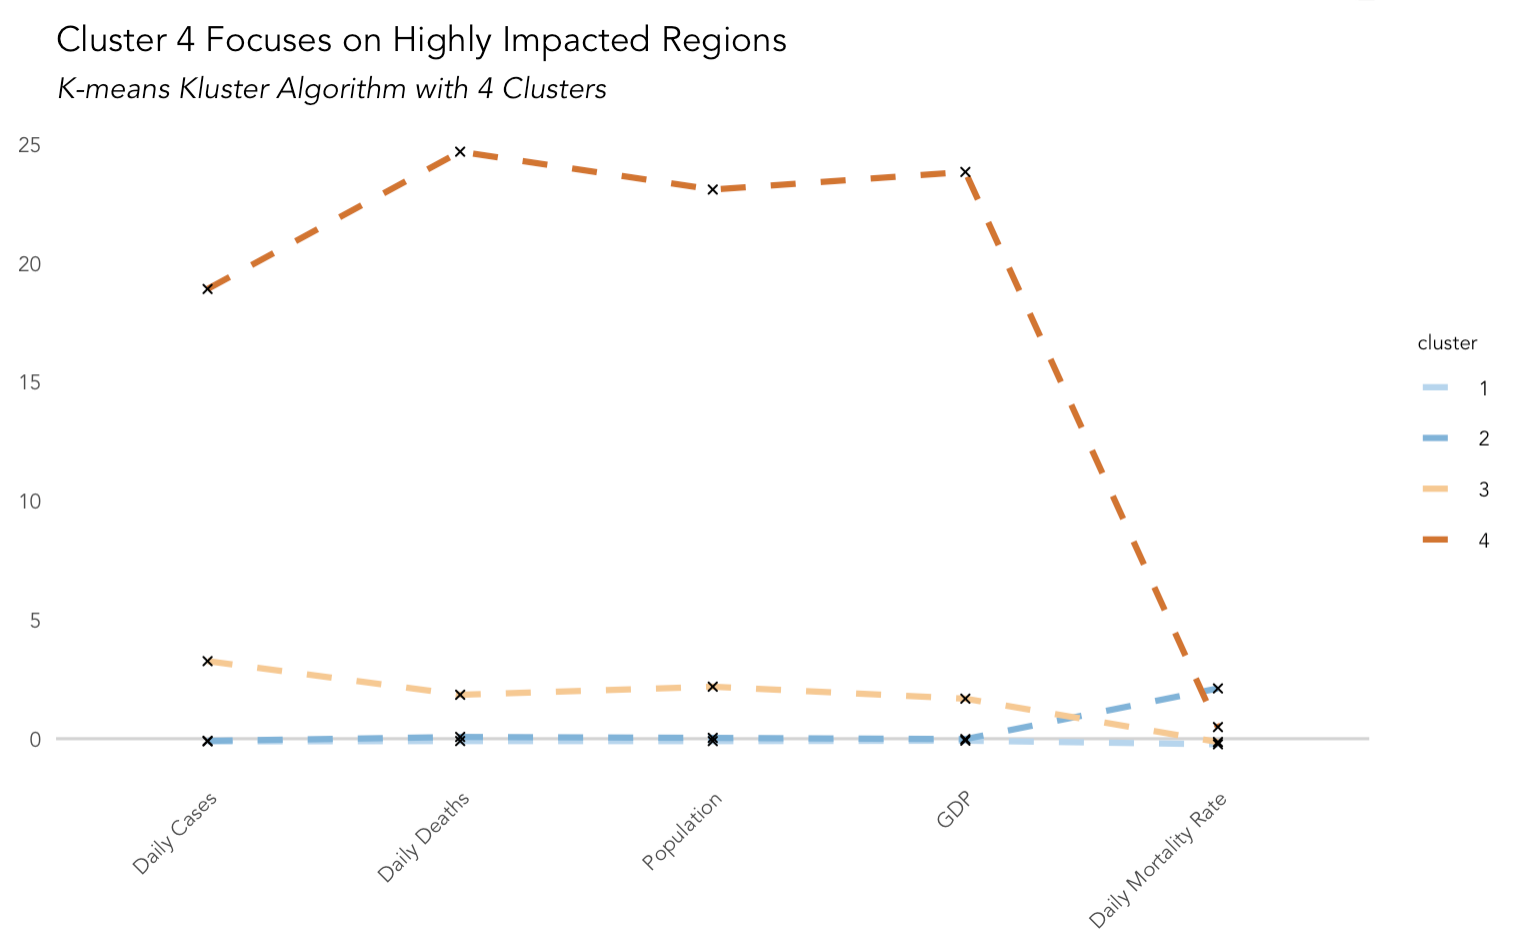 Cluster 4 Focuses on Highly Impacted Regions
K-means Kluster Algorithm with 4 Clusters
25
20
15
10
5
0
Daily Cases
Daily Deaths
Population
GDP
Daily Mortality Rate
cluster
1
2
3
4